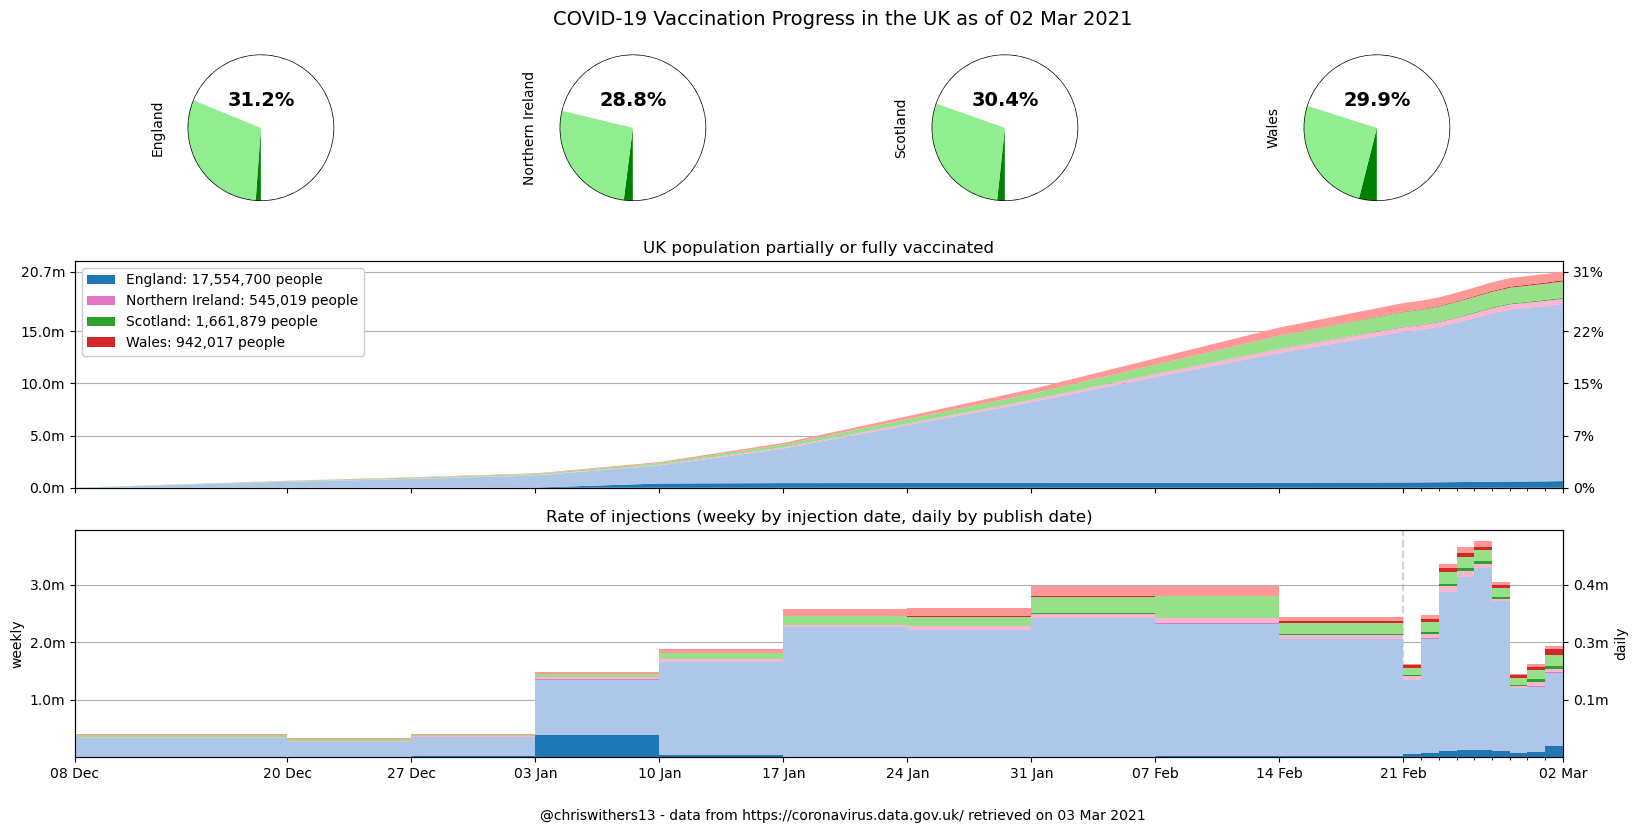 COVID-19 Vaccination Progress in the UK as of 02 Mar 2021
England
31.2%
Northern Ireland
28.8%
Scotland
30.4%
Wales
29.9%
UK population partially or fully vaccinated
England: 17,554,700 people
Northern Ireland: 545,019 people
Scotland: 1,661,879 people
Wales: 942,017 people
20.7m
15.0m
10.0m
5.0m
0.0m
31%
22%
15%
7%
0%
Rate of injections (weeky by injection date, daily by publish date)
weekly
3.0m
2.0m
1.0m
0.4m
0.3m
0.1m
daily
08 Dec 20 Dec 27 Dec 03 Jan 10 Jan 17 Jan 24 Jan 31 Jan 07 Feb 14 Feb 21 Feb 02 Mar
@chriswithers13 - data from https://coronavirus.data.gov.uk/ retrieved on 03 Mar 2021